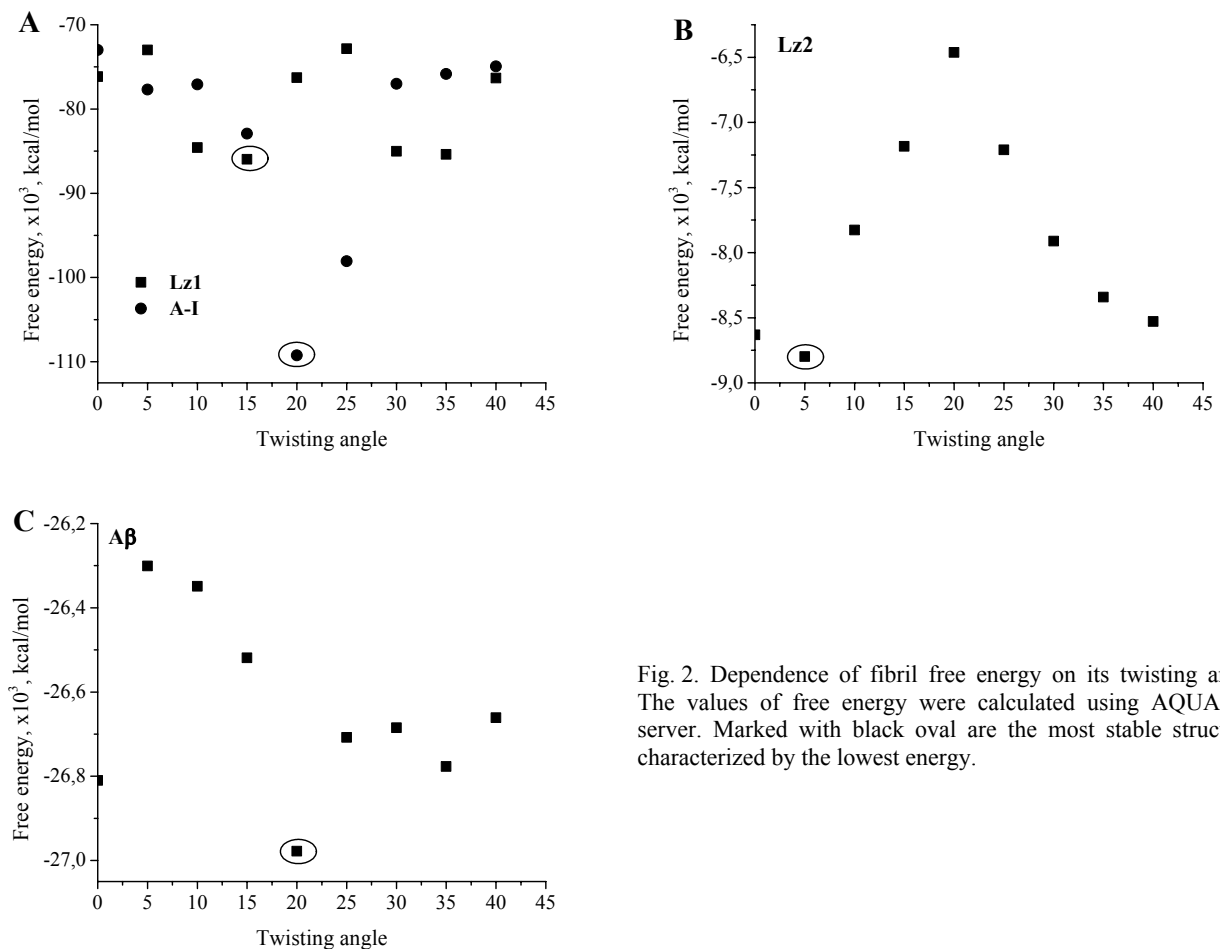 A
-70
-80
-90
-100
-110
0 5 10 15 20 25 30 35 40 45
Free energy, x10³, kcal/mol
Lz1
A-I
Twisting angle
B
Lz2
-6,5
-7,0
-7,5
-8,0
-8,5
-9,0
0 5 10 15 20 25 30 35 40 45
Free energy, x10³, kcal/mol
Twisting angle
C
Aβ
-26,2
-26,4
-26,6
-26,8
-27,0
0 5 10 15 20 25 30 35 40 45
Free energy, x10³, kcal/mol
Twisting angle
Fig. 2. Dependence of fibril free energy on its twisting
The values of free energy were calculated using
server. Marked with black oval are the most stable
characterized by the lowest energy.